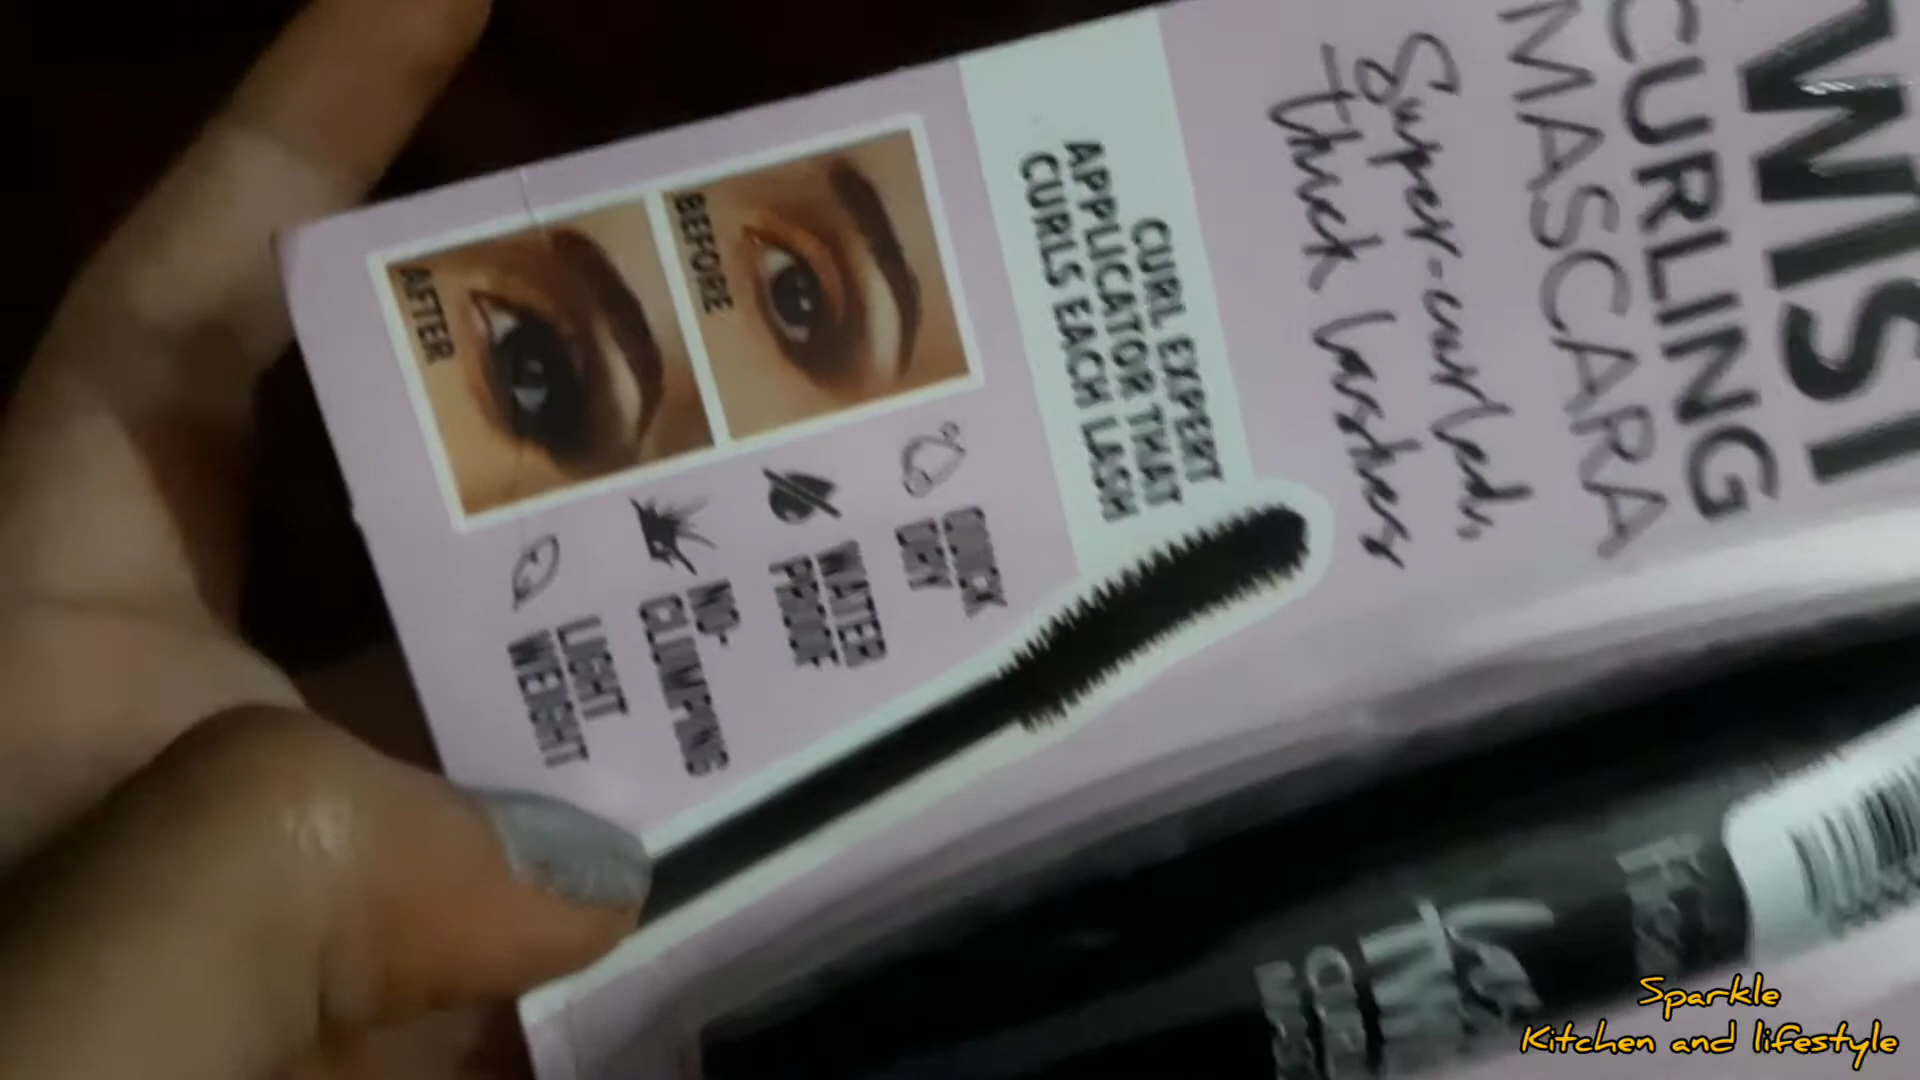 WIST
CURLING
MASCARA
Super-curled,
thick lashes
CURL EXPERT
APPLICATOR THAT
CURLS EACH LASH
BEFORE
AFTER
QUICK
DRY
WATER
PROOF
NO-
CLUMPING
LIGHT
WEIGHT
Sparkle
Kitchen and lifestyle